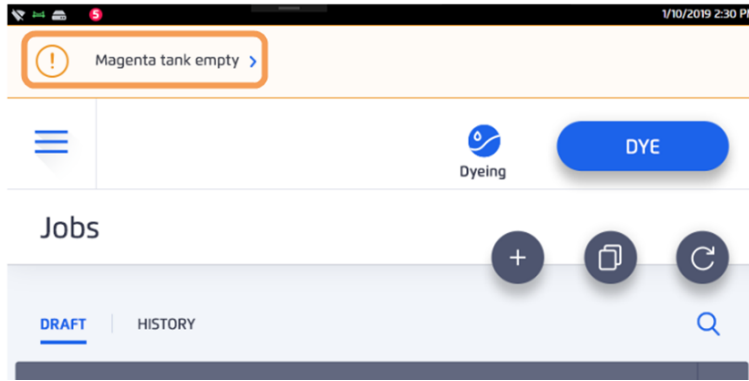 5
1/10/2019 2:30 PM
Magenta tank empty
Dyeing
DYE
Jobs
DRAFT
HISTORY